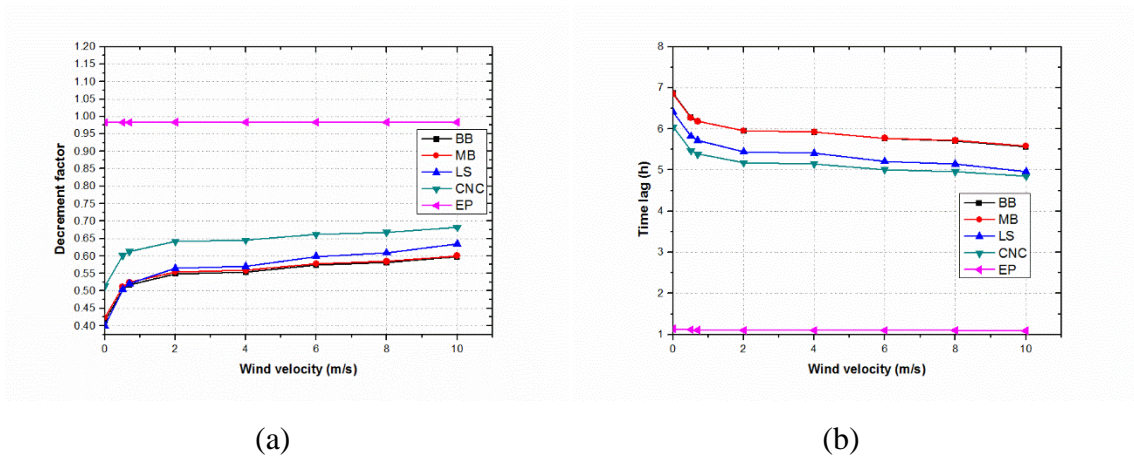 1.20
1.15
1.10
1.05
1.00
0.95
0.90
0.85
0.80
0.75
0.70
0.65
0.60
0.55
0.50
0.45
0.40
Decrement factor
0 2 4 6 8 10
Wind velocity (m/s)
BB
MB
LS
CNC
EP
(a)
8
7
6
5
4
3
2
1
Time lag (h)
0 2 4 6 8 10
Wind velocity (m/s)
BB
MB
LS
CNC
EP
(b)